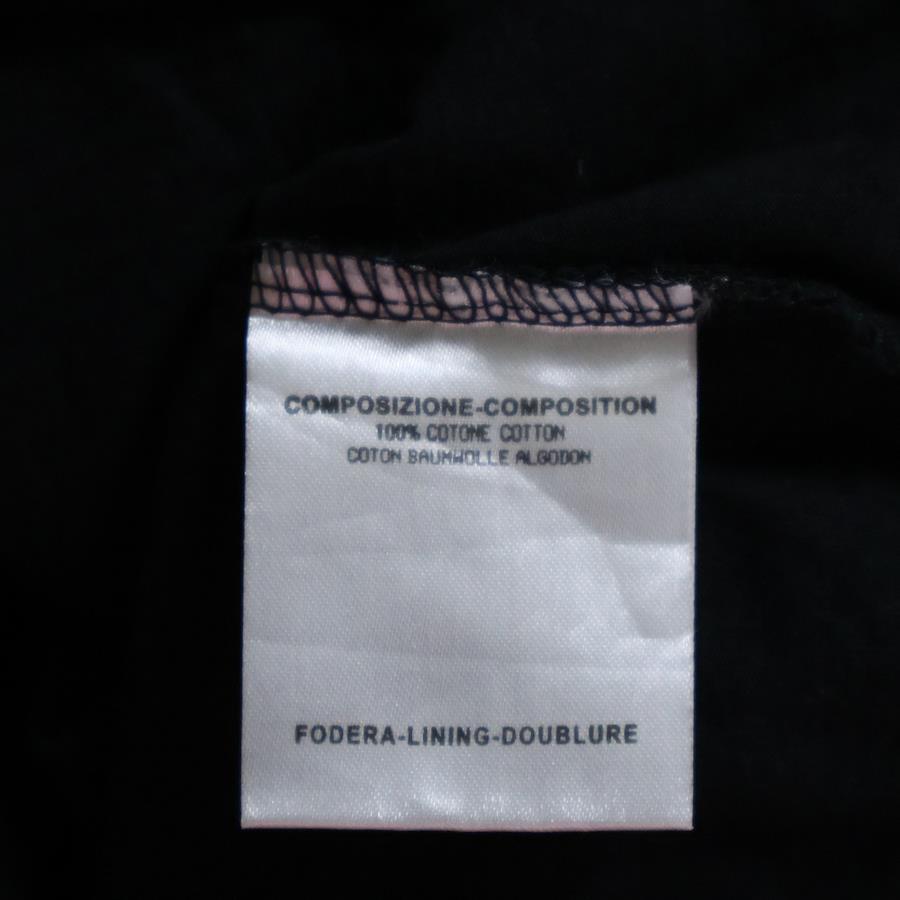 COMPOSIZIONE-COMPOSITION
100% COTONE COTTON
COTON BAUMWOLLE ALGODON
FODERA-LINING-DOUBLURE